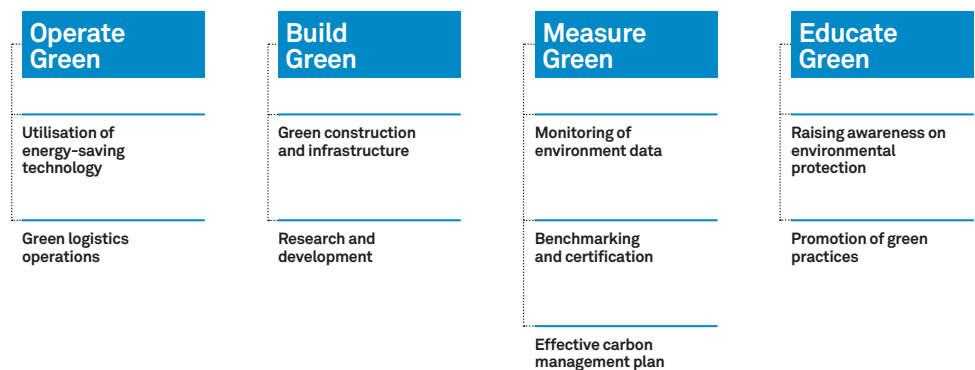 Operate
Green
Utilisation of
energy-saving
technology
Green logistics
operations
Build
Green
Green construction
and infrastructure
Research and
development
Measure
Green
Monitoring of
environment data
Benchmarking
and certification
Effective carbon
management plan
Educate
Green
Raising awareness on
environmental
protection
Promotion of green
practices